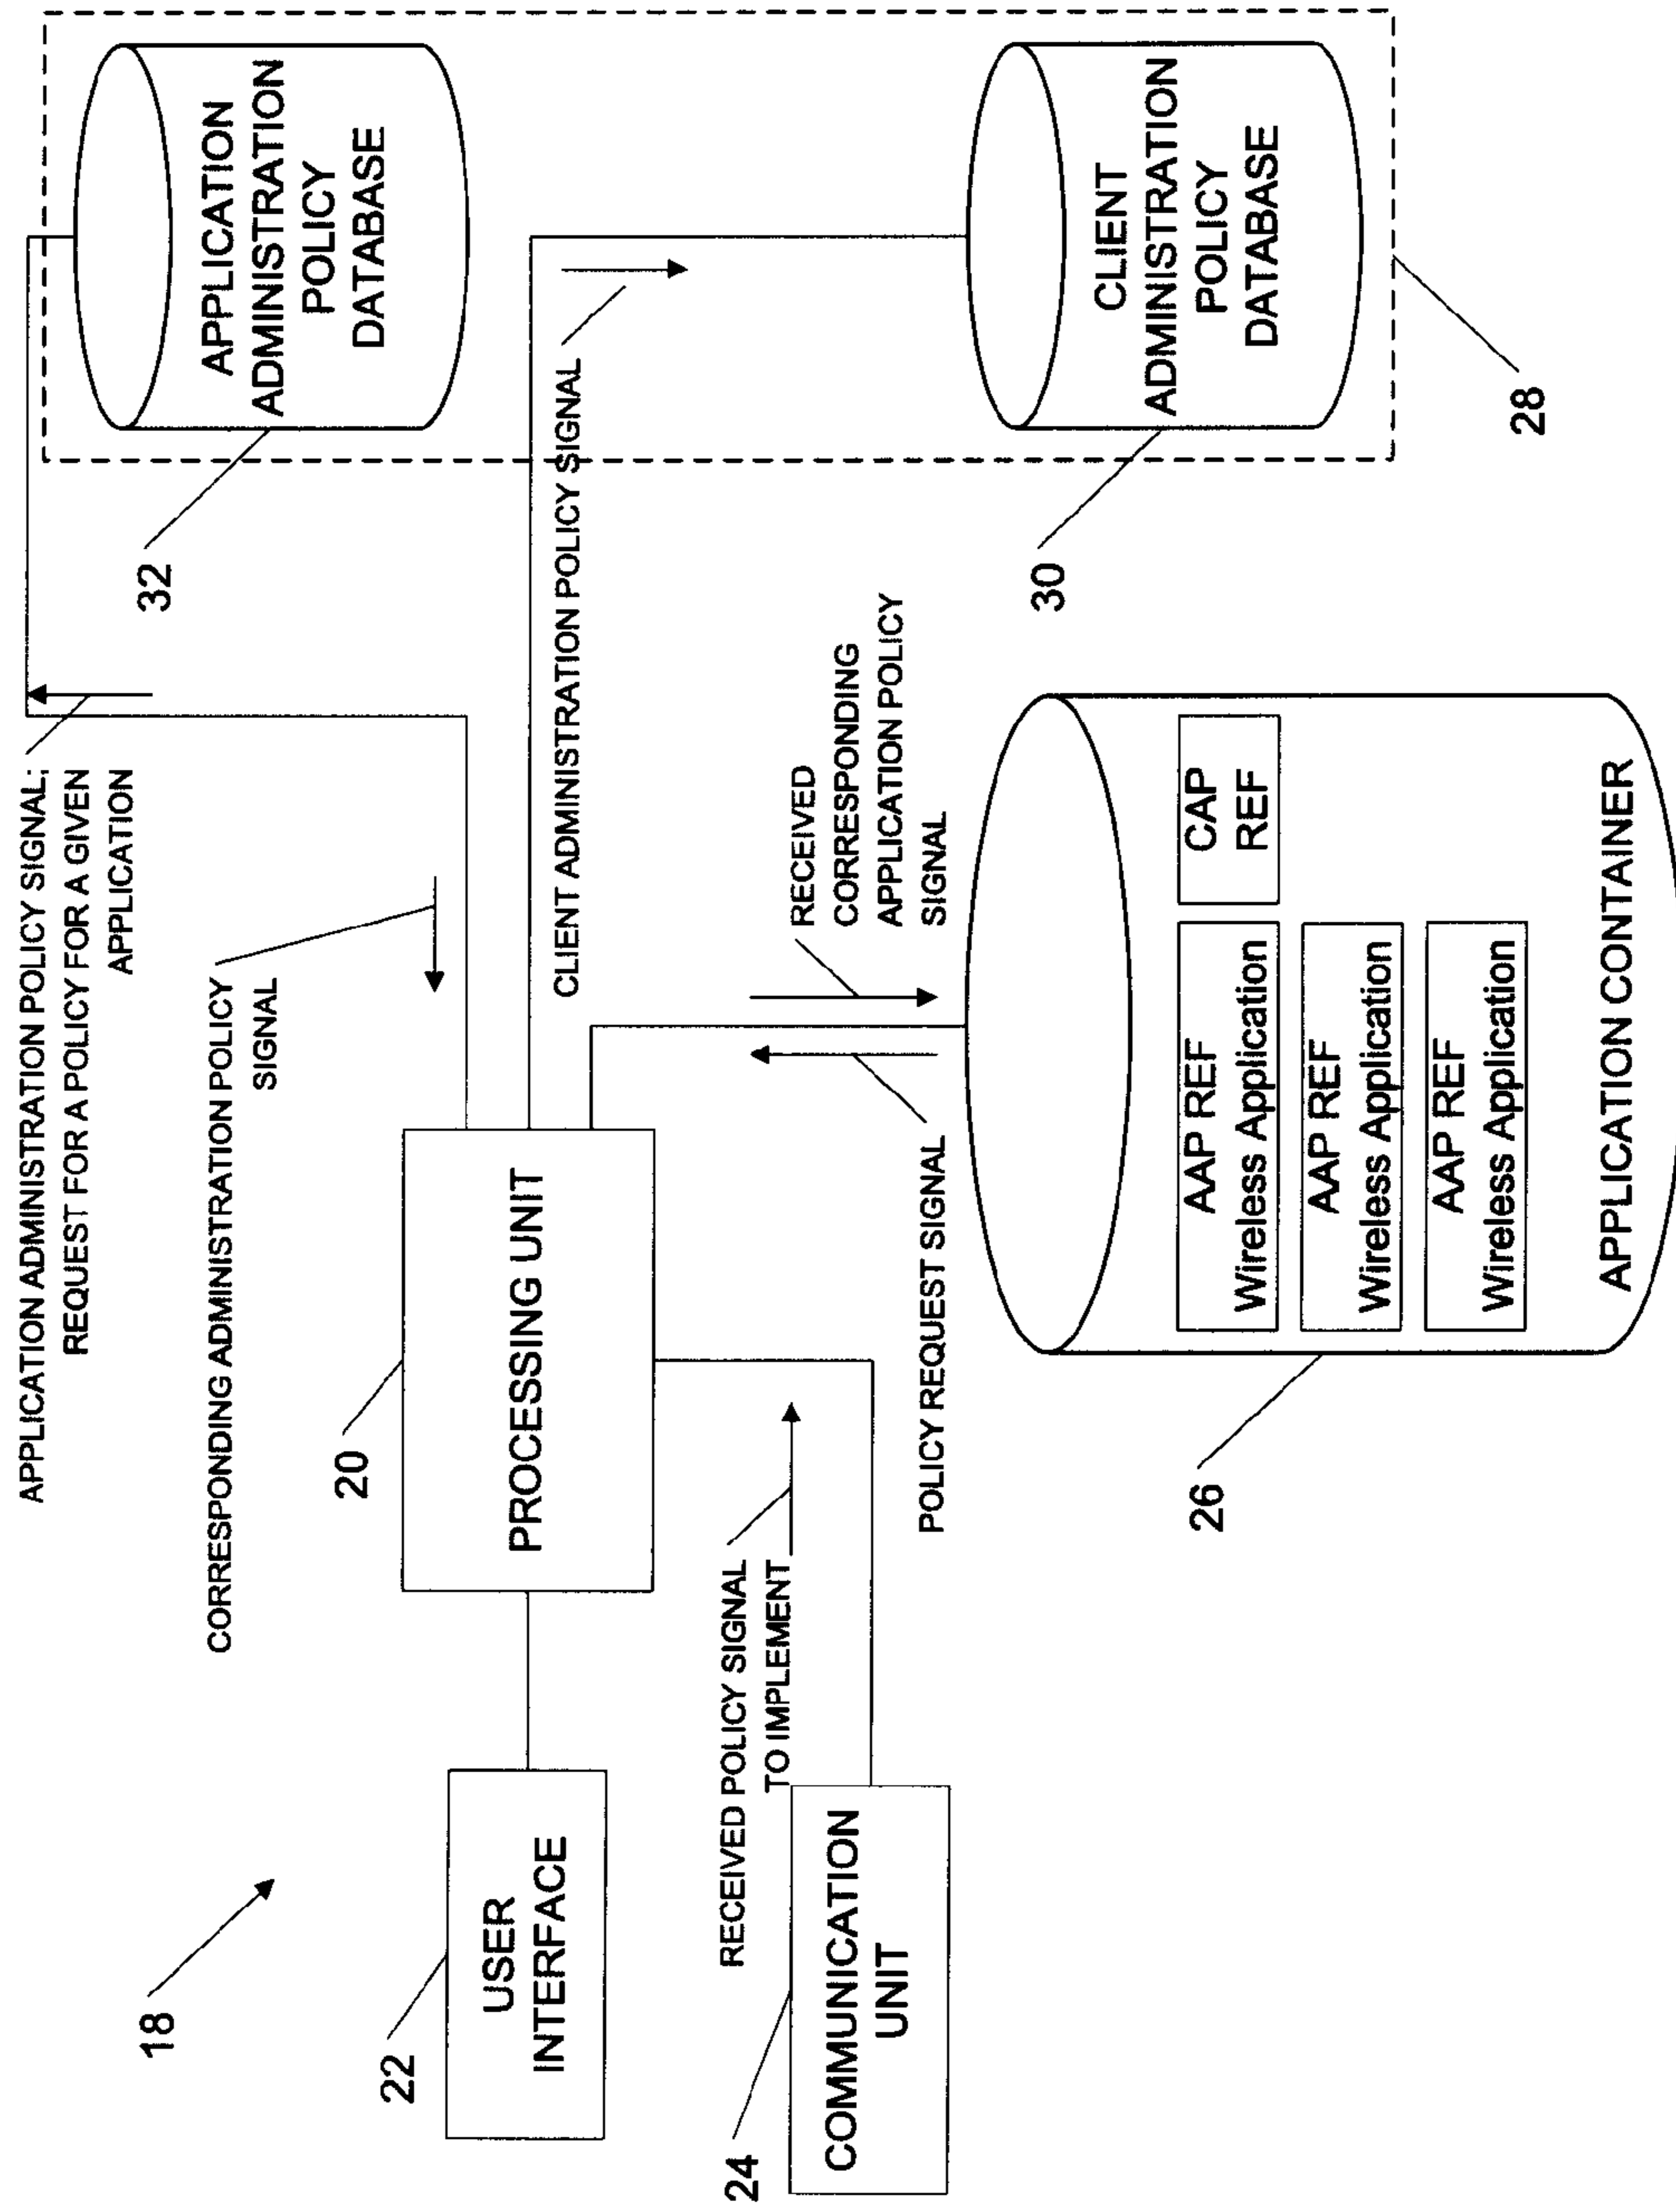 APPLICATION ADMINISTRATION POLICY SIGNAL;
REQUEST FOR A POLICY FOR A GIVEN
APPLICATION
CORRESPONDING ADMINISTRATION POLICY
SIGNAL
18
20
PROCESSING UNIT
22
USER
INTERFACE
24
COMMUNICATION
UNIT
RECEIVED POLICY SIGNAL
TO IMPLEMENT
CLIENT ADMINISTRATION POLICY SIGNAL
32
APPLICATION
ADMINISTRATION
POLICY
DATABASE
30
CLIENT
ADMINISTRATION
POLICY
DATABASE
28
POLICY REQUEST SIGNAL
RECEIVED
CORRESPONDING
APPLICATION POLICY
SIGNAL
26
AAP REF
Wireless Application
CAP
REF
AAP REF
Wireless Application
AAP REF
Wireless Application
APPLICATION CONTAINER